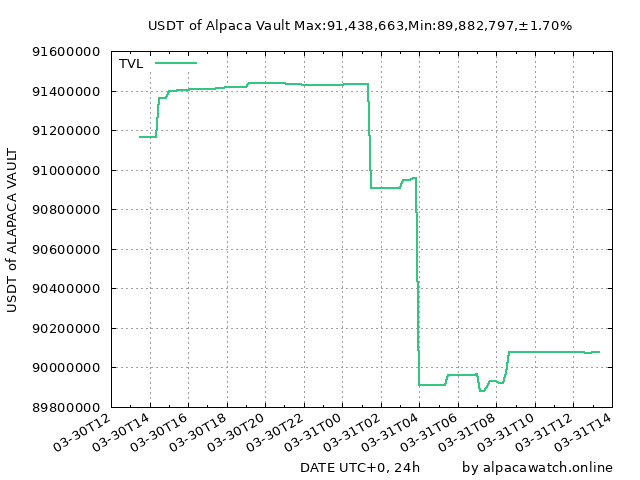 USDT of Alpaca Vault Max:91,438,663,Min:89,882,797,±1.70%
TVL
USDT of ALAPACA VAULT
91600000
91400000
91200000
91000000
90800000
90600000
90400000
90200000
90000000
89800000
03-30T12
03-30T14
03-30T16
03-30T18
03-30T20
03-30T22
03-31T00
03-31T02
03-31T04
03-31T06
03-31T08
03-31T10
03-31T12
03-31T14
DATE UTC+0, 24h
by alpacawatch.online